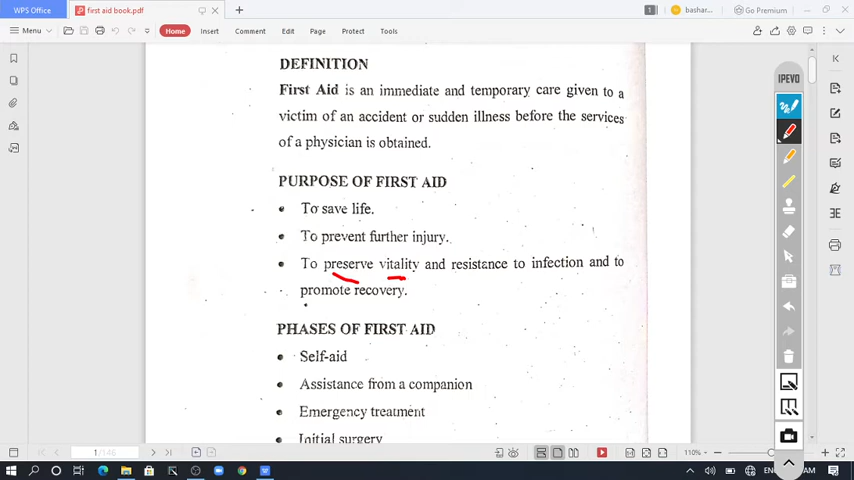 WPS Office
first aid book.pdf
1
bashar...
Go Premium
Menu
Home
Insert
Comment
Edit
Page
Protect
Tools
IPEVO
DEFINITION
First Aid is an immediate and temporary care given to a
victim of an accident or sudden illness before the services
of a physician is obtained.
PURPOSE OF FIRST AID
• To save life.
• To prevent further injury.
• To preserve vitality and resistance to infection and to
promote recovery.
PHASES OF FIRST AID
• Self-aid
• Assistance from a companion
• Emergency treatment
• Initial surgery
1/146
110%